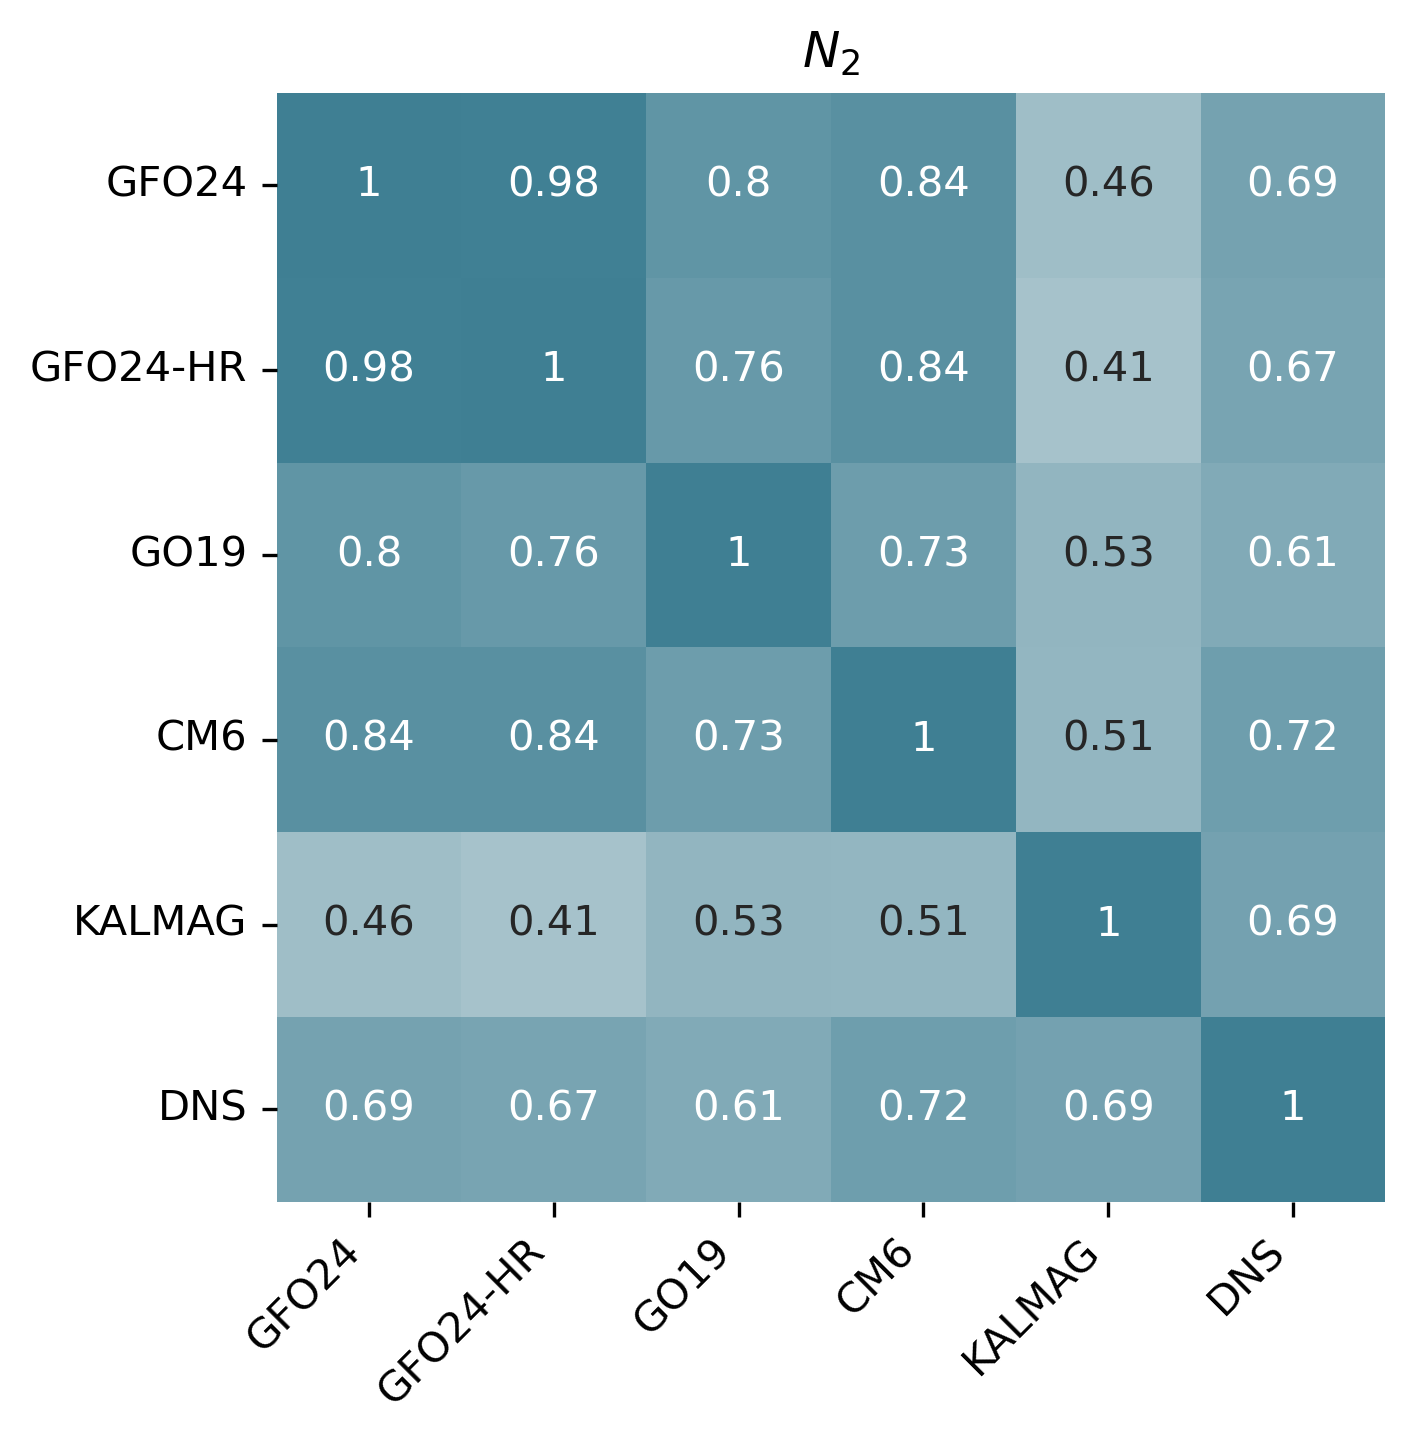 N2
GFO24 1 0.98 0.8 0.84 0.46 0.69
GFO24-HR 0.98 1 0.76 0.84 0.41 0.67
GO19 0.8 0.76 1 0.73 0.53 0.61
CM6 0.84 0.84 0.73 1 0.51 0.72
KALMAG 0.46 0.41 0.53 0.51 1 0.69
DNS 0.69 0.67 0.61 0.72 0.69 1
GFO24 GFO24-HR GO19 CM6 KALMAG DNS